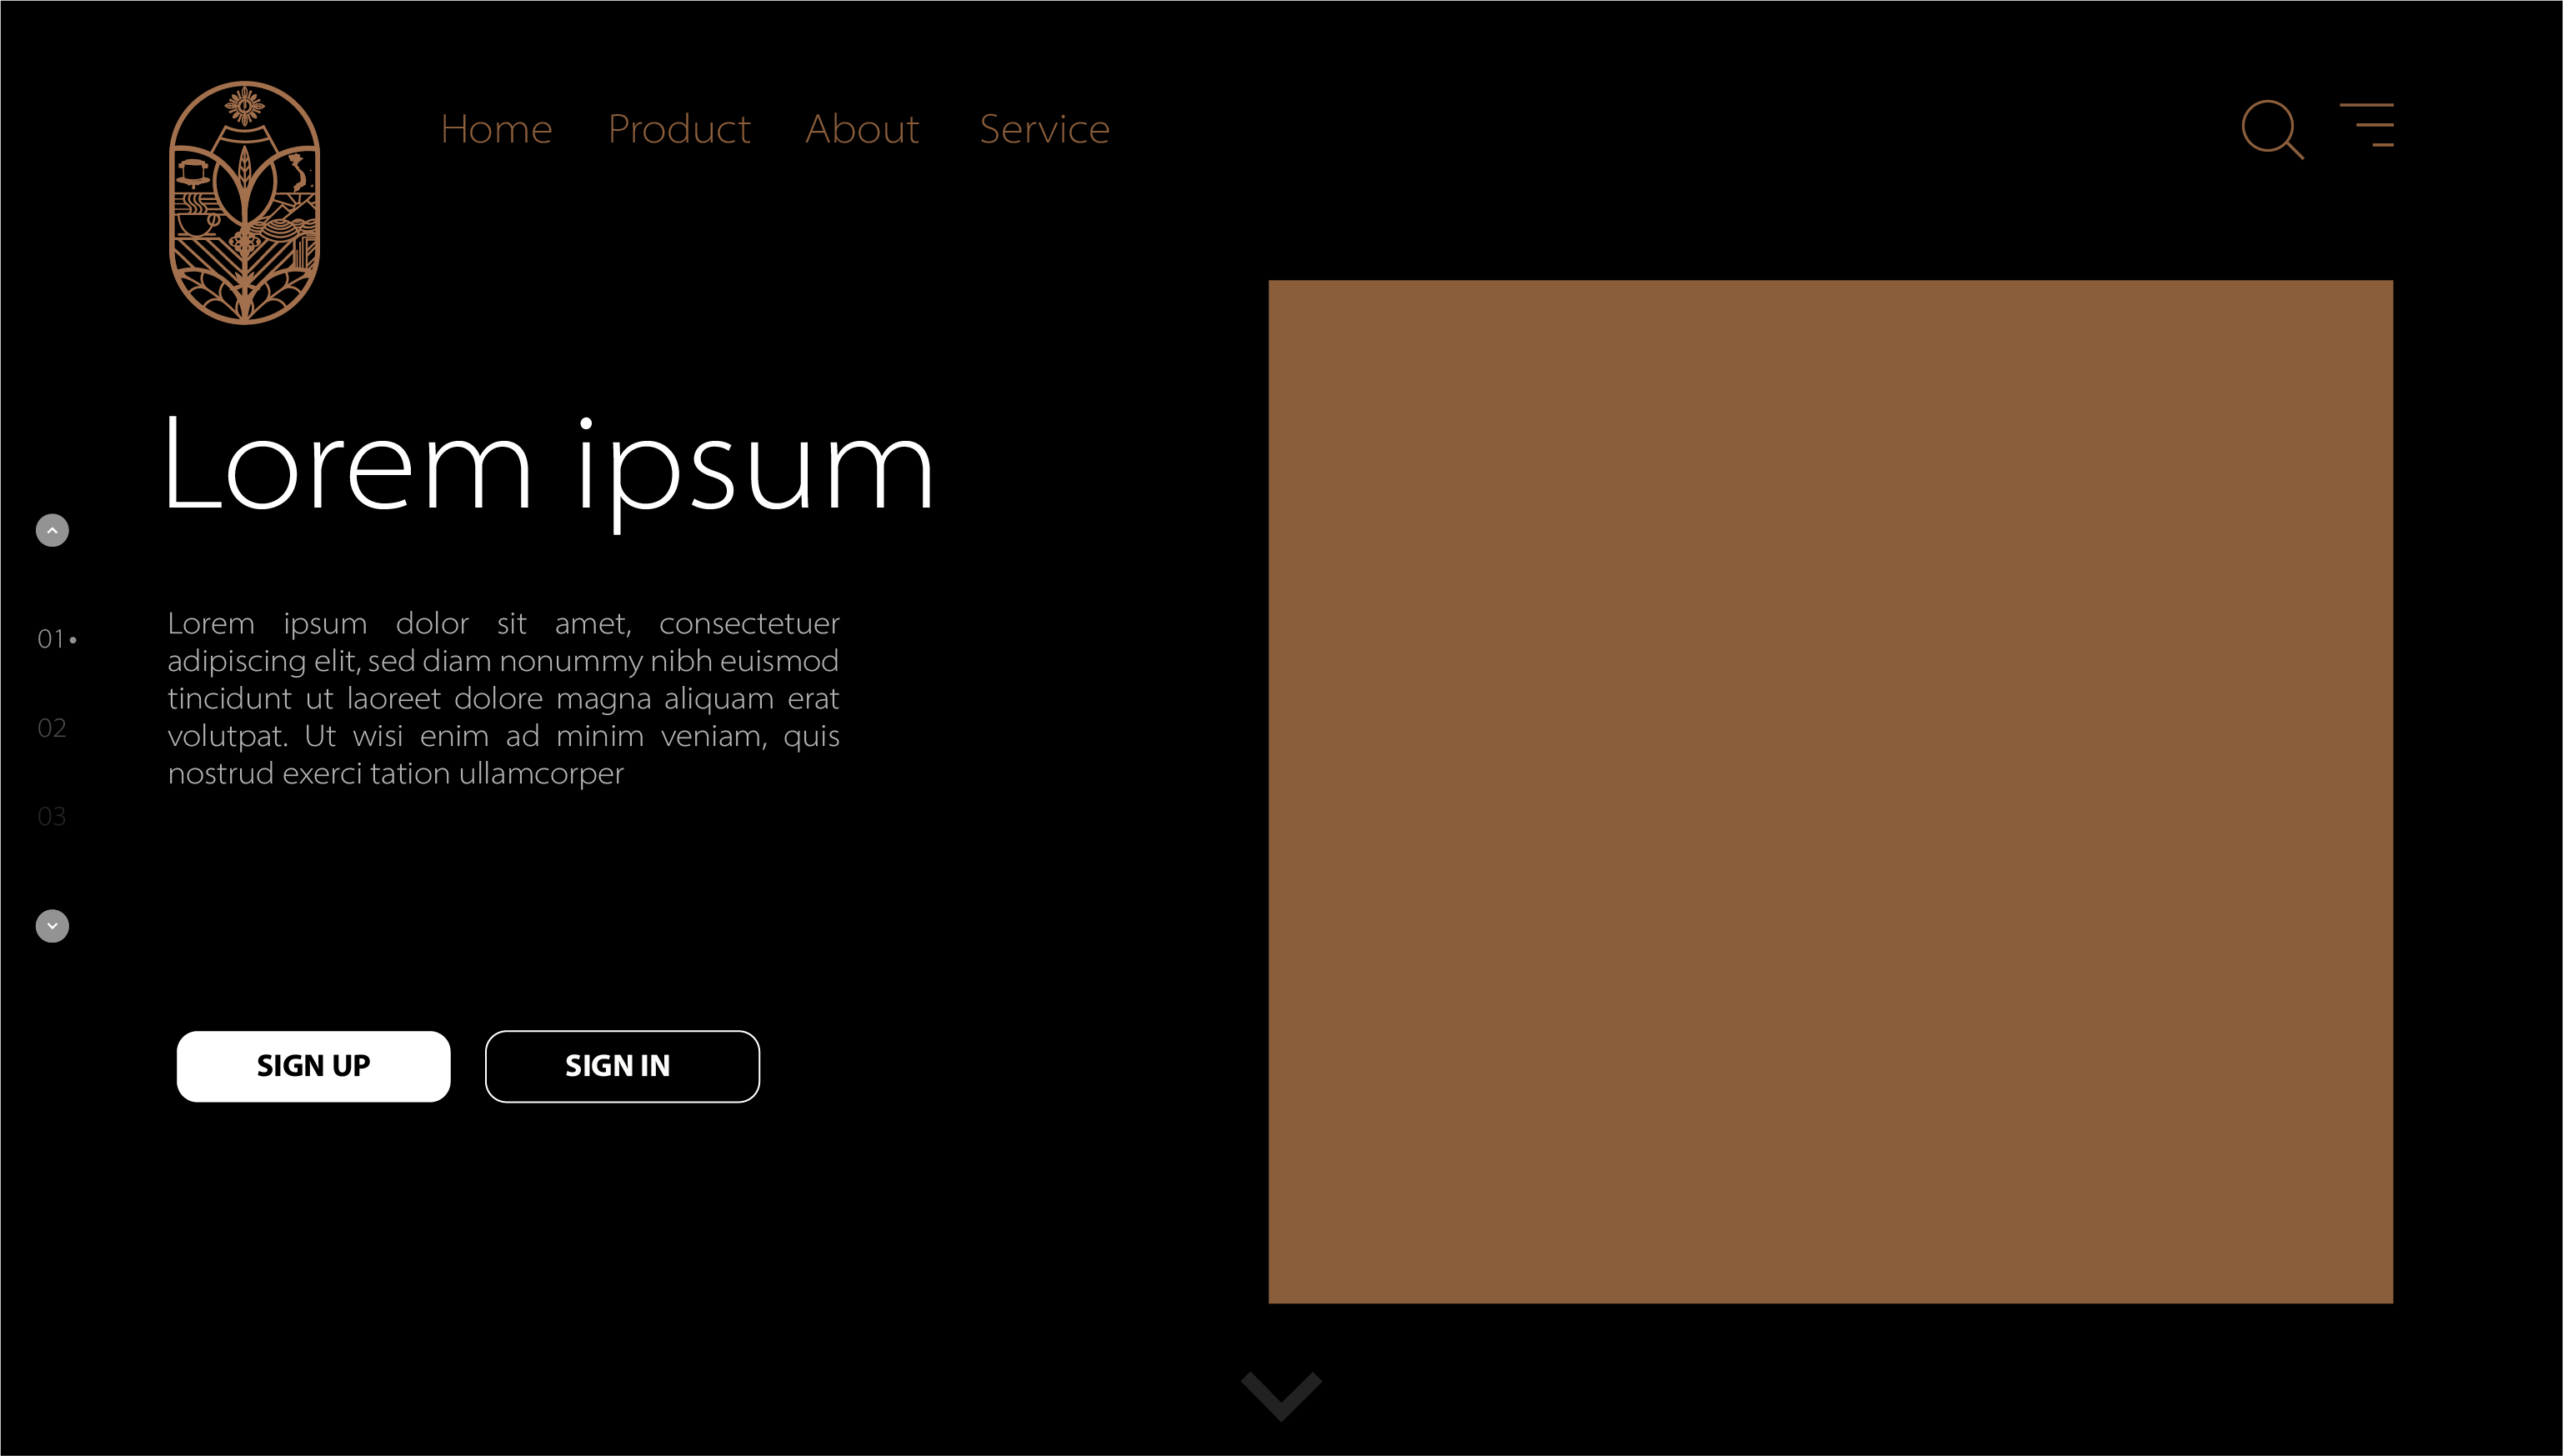 Home Product About Service
Lorem ipsum
Lorem ipsum dolor sit amet, consectetuer
adipiscing elit, sed diam nonummy nibh euismod
tincidunt ut laoreet dolore magna aliquam erat
volutpat. Ut wisi enim ad minim veniam, quis
nostrud exerci tation ullamcorper
01
02
03
SIGN UP SIGN IN